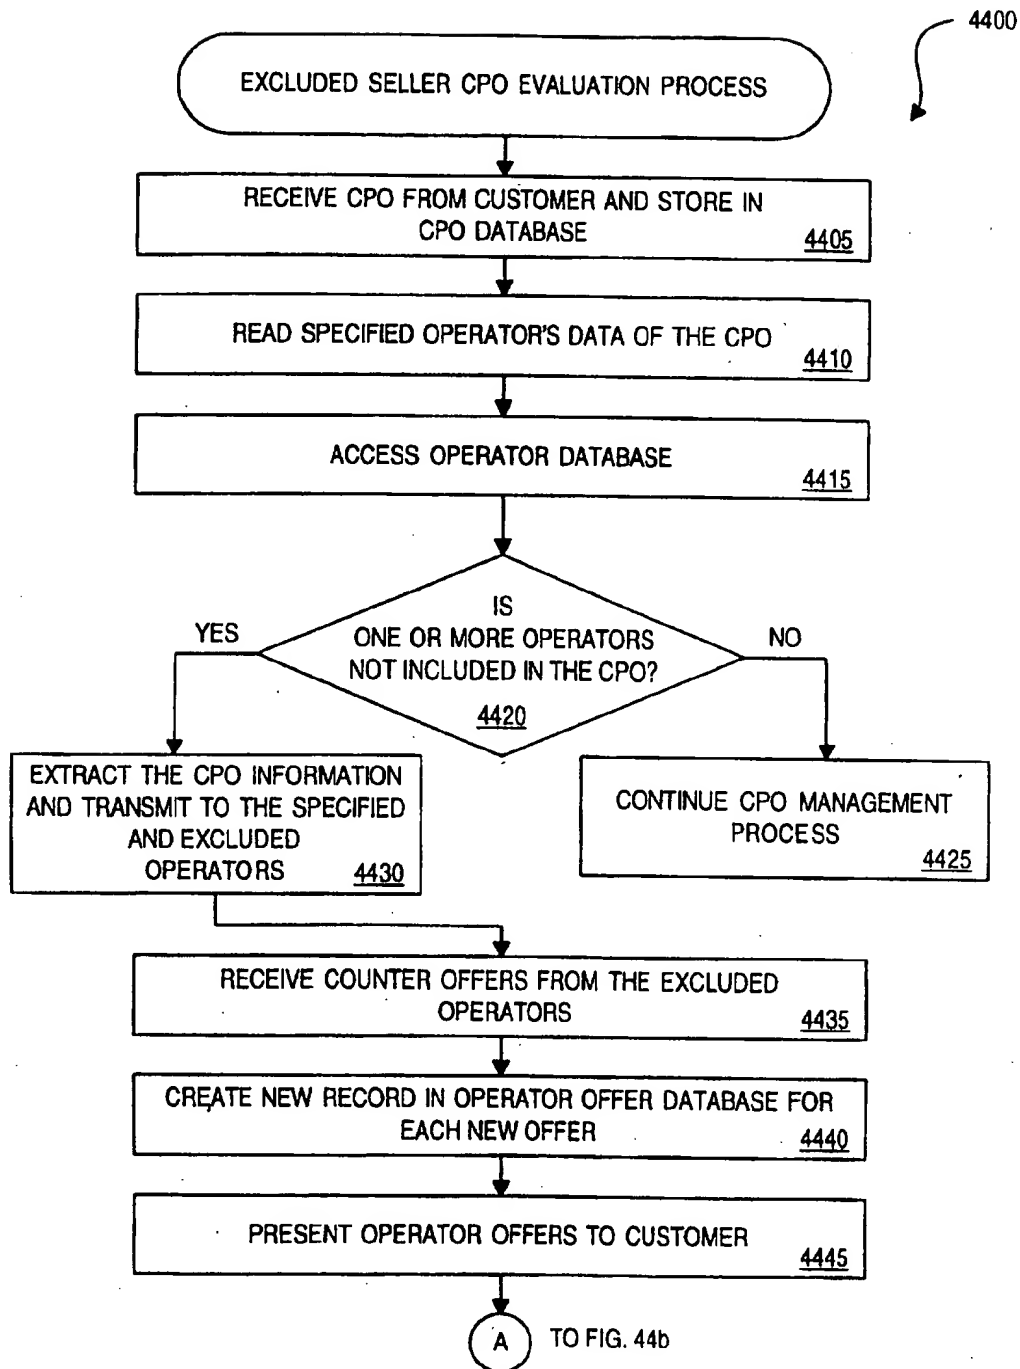 4400
EXCLUDED SELLER CPO EVALUATION PROCESS
RECEIVE CPO FROM CUSTOMER AND STORE IN
CPO DATABASE
4405
READ SPECIFIED OPERATOR'S DATA OF THE CPO
4410
ACCESS OPERATOR DATABASE
4415
IS
ONE OR MORE OPERATORS
NOT INCLUDED IN THE CPO?
4420
YES
NO
EXTRACT THE CPO INFORMATION
AND TRANSMIT TO THE SPECIFIED
AND EXCLUDED
OPERATORS
4430
CONTINUE CPO MANAGEMENT
PROCESS
4425
RECEIVE COUNTER OFFERS FROM THE EXCLUDED
OPERATORS
4435
CREATE NEW RECORD IN OPERATOR OFFER DATABASE FOR
EACH NEW OFFER
4440
PRESENT OPERATOR OFFERS TO CUSTOMER
4445
A
TO FIG. 44b